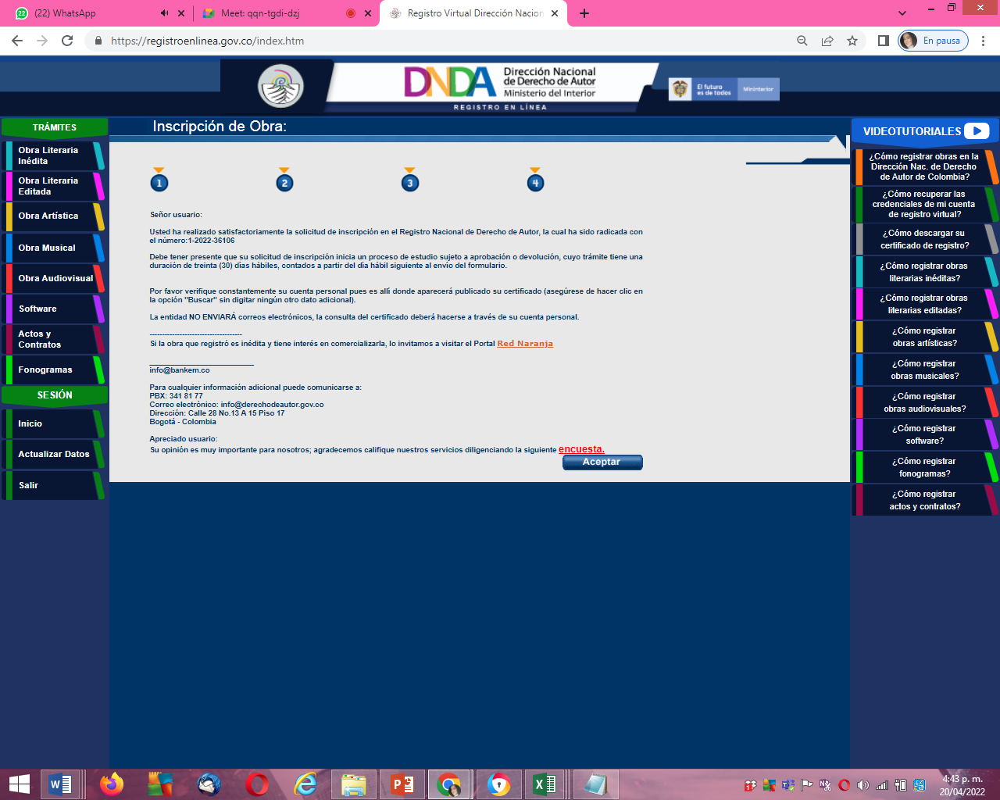 (22) WhatsApp
Meet: qqn-tgdi-dzj
Registro Virtual Dirección Nacion
https://registroenlinea.gov.co/index.htm
En pausa
DNDA
Dirección Nacional
de Derecho de Autor
Ministerio del Interior
REGISTRO EN LÍNEA
El futuro
es de todos
Mininterior
TRÁMITES
Obra Literaria
Inédita
Obra Literaria
Editada
Obra Artística
Obra Musical
Obra Audiovisual
Software
Actos y
Contratos
Fonogramas
SESIÓN
Inicio
Actualizar Datos
Salir
Inscripción de Obra:
1
2
3
4
Señor usuario:
Usted ha realizado satisfactoriamente la solicitud de inscripción en el Registro Nacional de Derecho de Autor, la cual ha sido radicada con
el número:1-2022-36106
Debe tener presente que su solicitud de inscripción inicia un proceso de estudio sujeto a aprobación o devolución, cuyo trámite tiene una
duración de treinta (30) días hábiles, contados a partir del día hábil siguiente al envío del formulario.
Por favor verifique constantemente su cuenta personal pues es allí donde aparecerá publicado su certificado (asegúrese de hacer clic en
la opción "Buscar" sin digitar ningún otro dato adicional).
La entidad NO ENVIARÁ correos electrónicos, la consulta del certificado deberá hacerse a través de su cuenta personal.
-------------------------------------
Si la obra que registró es inédita y tiene interés en comercializarla, lo invitamos a visitar el Portal Red Naranja
________________________
info@bankem.co
Para cualquier información adicional puede comunicarse a:
PBX: 341 81 77
Correo electrónico: info@derechodeautor.gov.co
Dirección: Calle 28 No.13 A 15 Piso 17
Bogotá - Colombia
Apreciado usuario:
Su opinión es muy importante para nosotros; agradecemos califique nuestros servicios diligenciando la siguiente encuesta.
Aceptar
VIDEOTUTORIALES
¿Cómo registrar obras en la
Dirección Nac. de Derecho
de Autor de Colombia?
¿Cómo recuperar las
credenciales de mi cuenta
de registro virtual?
¿Cómo descargar su
certificado de registro?
¿Cómo registrar obras
literarias inéditas?
¿Cómo registrar obras
literarias editadas?
¿Cómo registrar
obras artísticas?
¿Cómo registrar
obras musicales?
¿Cómo registrar
obras audiovisuales?
¿Cómo registrar
software?
¿Cómo registrar
fonogramas?
¿Cómo registrar
actos y contratos?
4:43 p. m.
20/04/2022